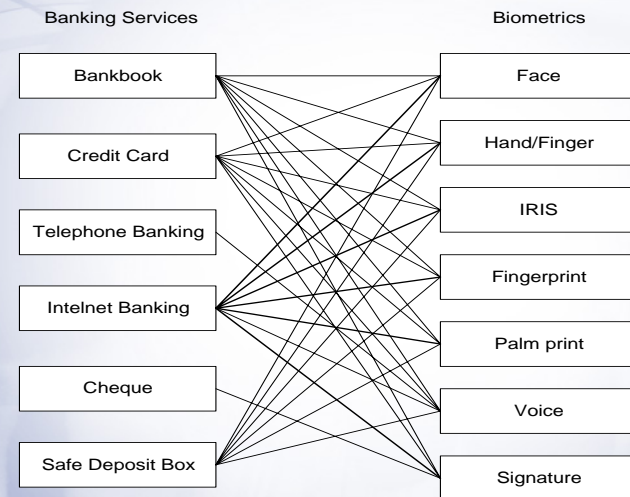 Banking Services
Biometrics
Bankbook
Face
Credit Card
Hand/Finger
Telephone Banking
IRIS
Intelnet Banking
Fingerprint
Palm print
Cheque
Voice
Safe Deposit Box
Signature